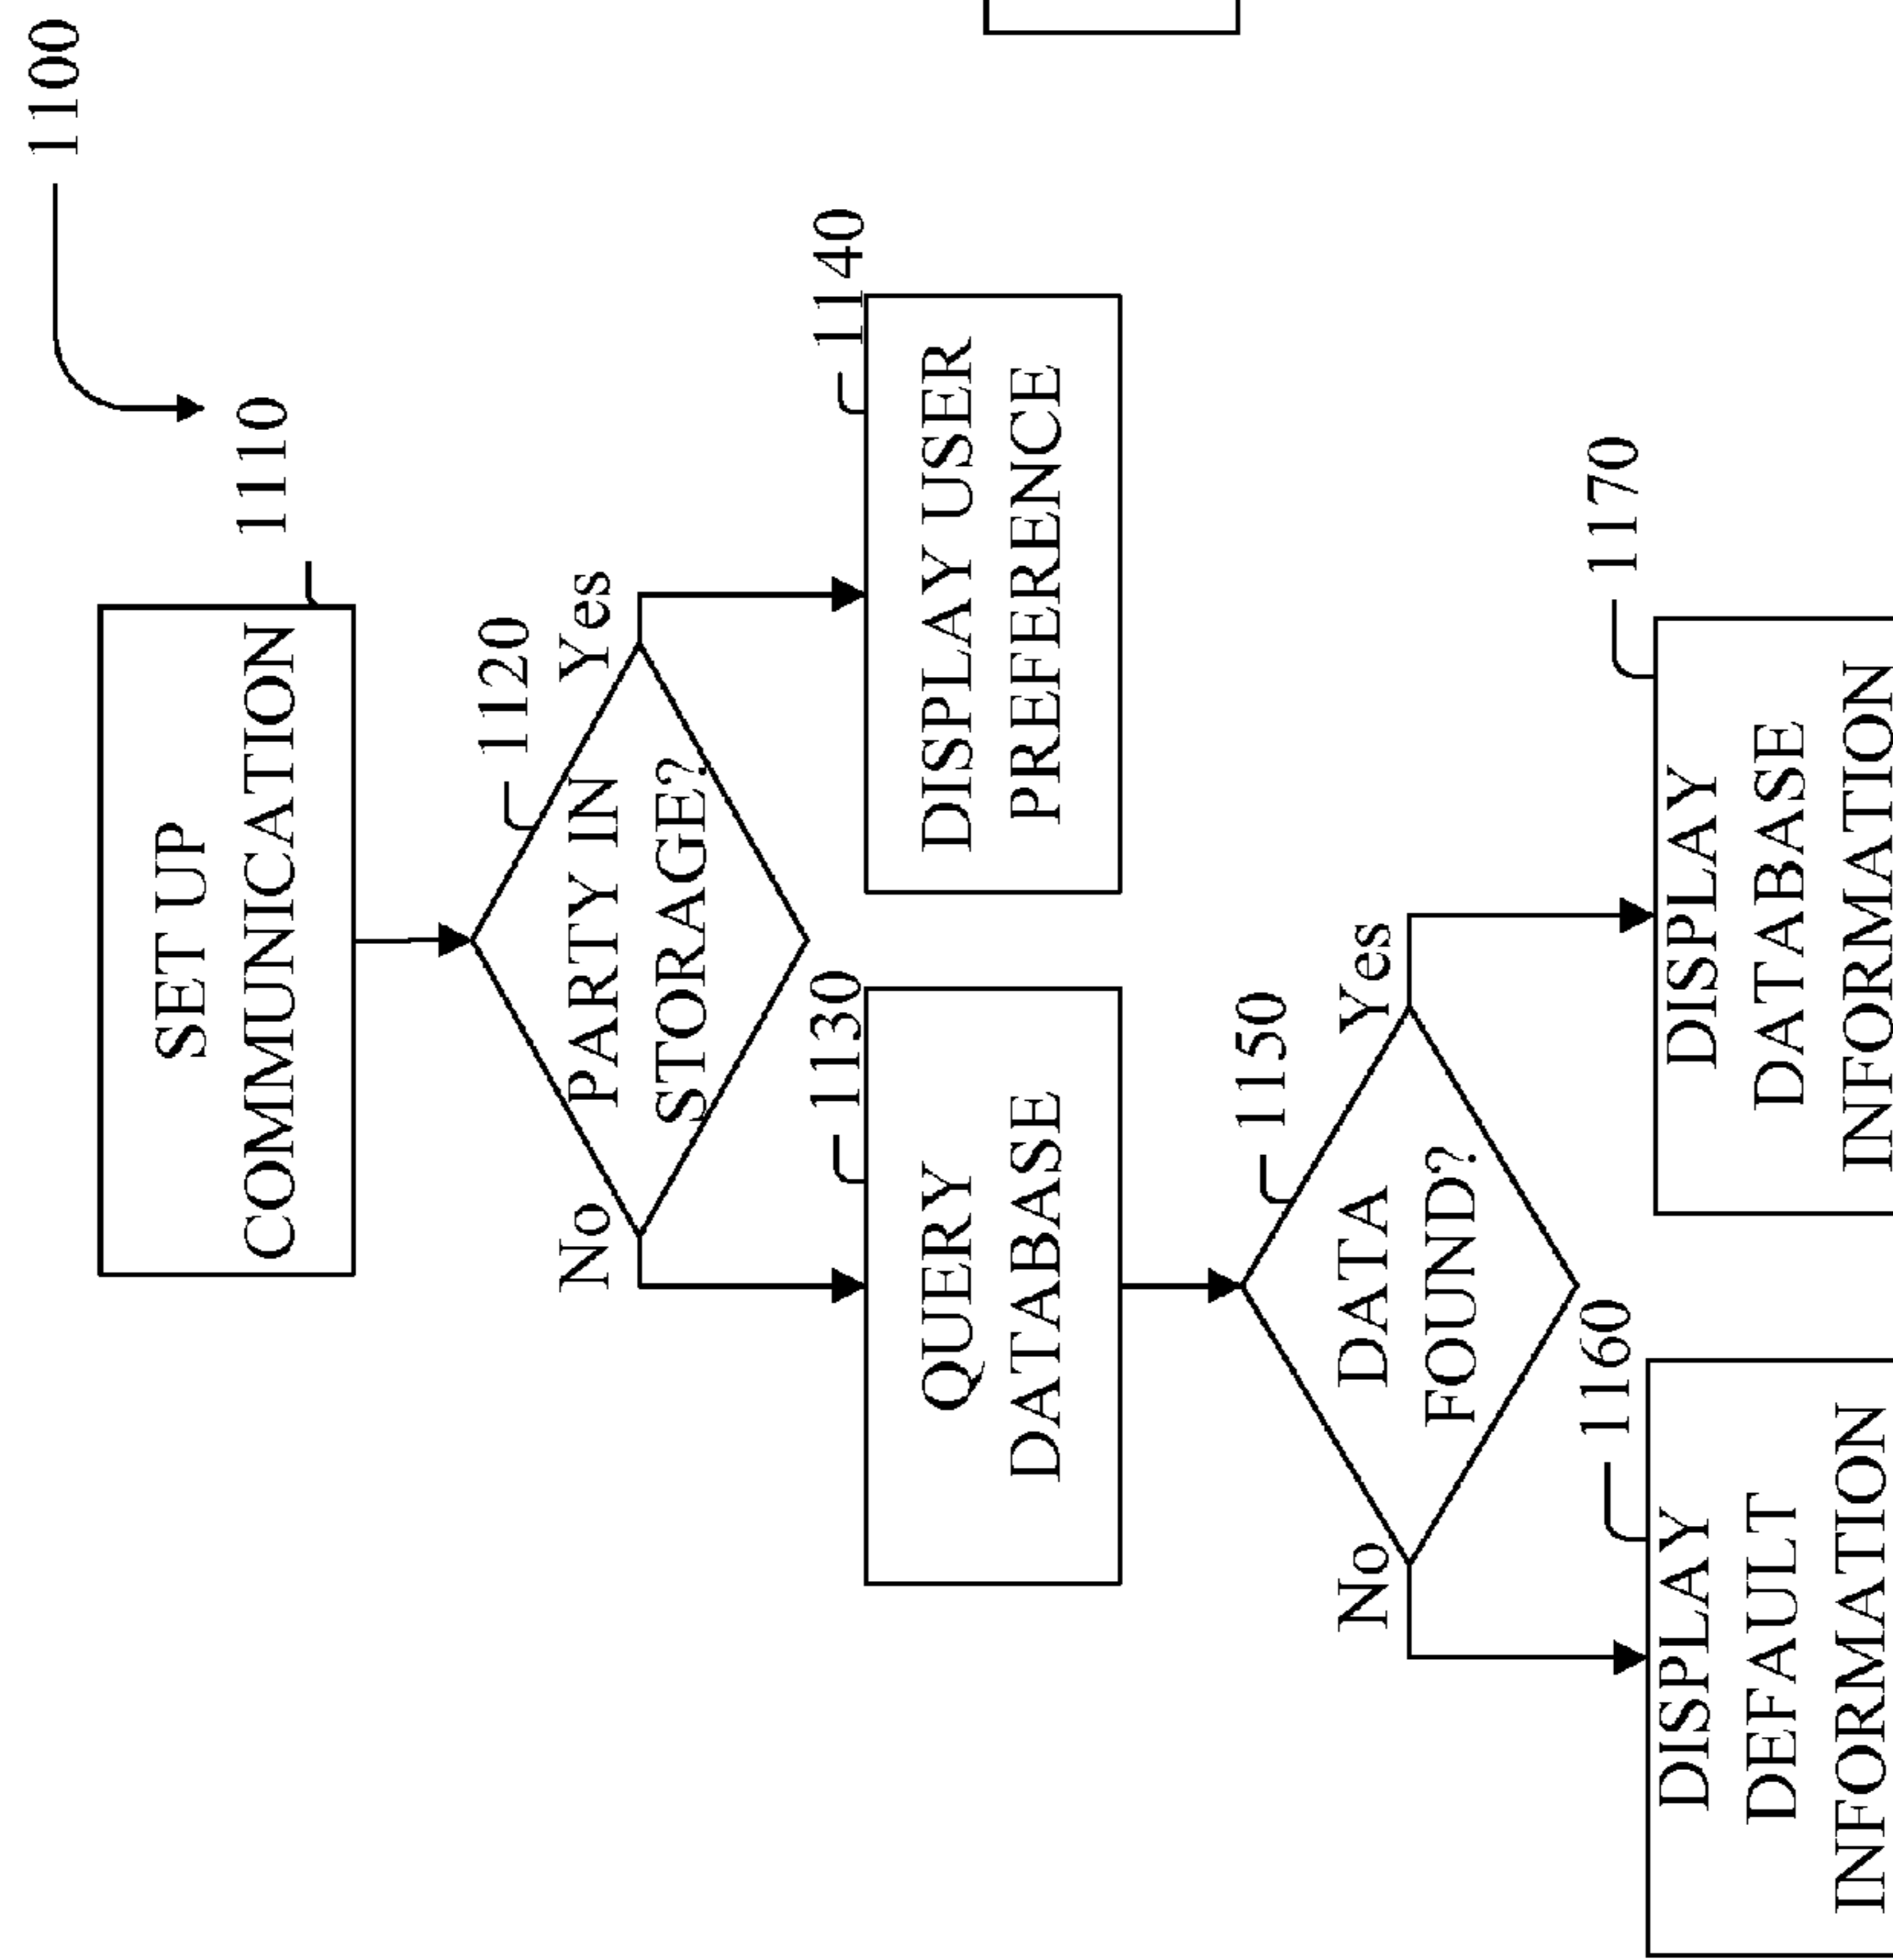 1100
1110
SET UP
COMMUNICATION
1120
No
Yes
PARTY IN
STORAGE?
1130
1140
QUERY
DATABASE
DISPLAY USER
PREFERENCE
1150
No
Yes
DATA
FOUND?
1160
1170
DISPLAY
DEFAULT
INFORMATION
DISPLAY
DATABASE
INFORMATION